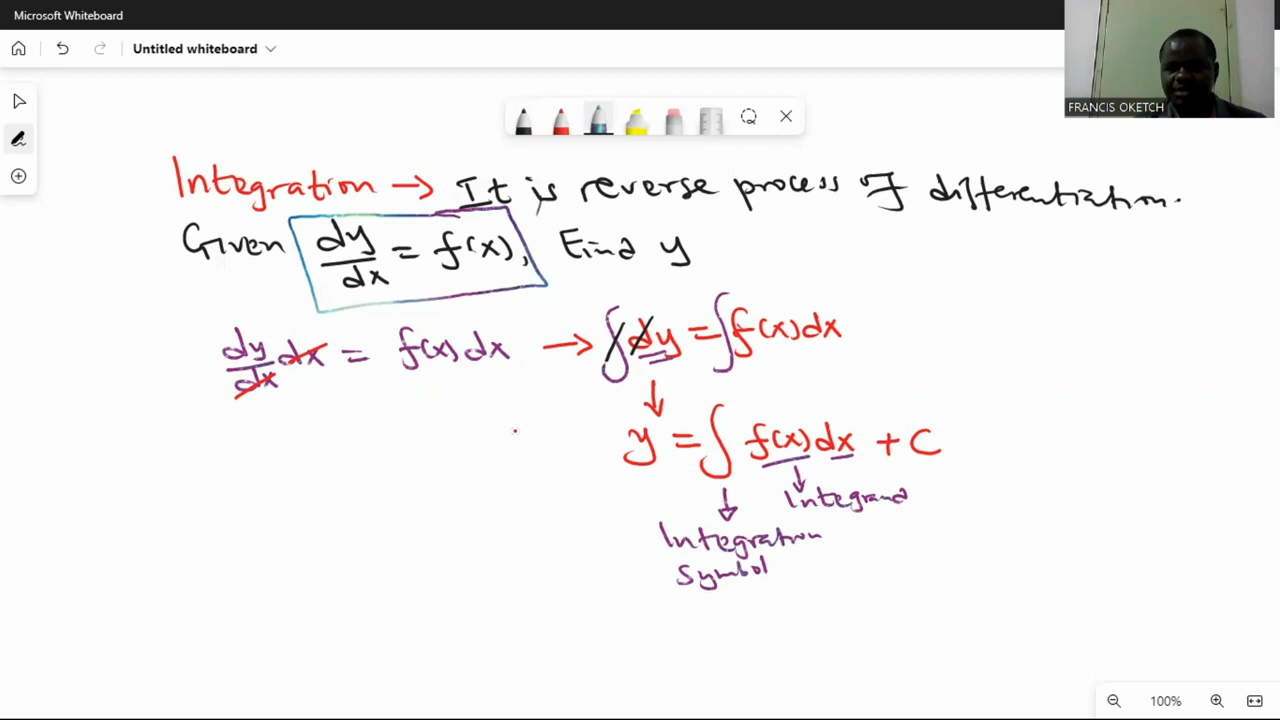 Microsoft Whiteboard
Untitled whiteboard
FRANCIS OKETCH
Integration → It is reverse process of differentiation.
Given dy/dx = f(x), Find y
dy/dx dx = f(x) dx → ∫dy = ∫f(x)dx
↓
y = ∫ f(x) dx + C
↓ Integrand
↓
Integration
Symbol
100%